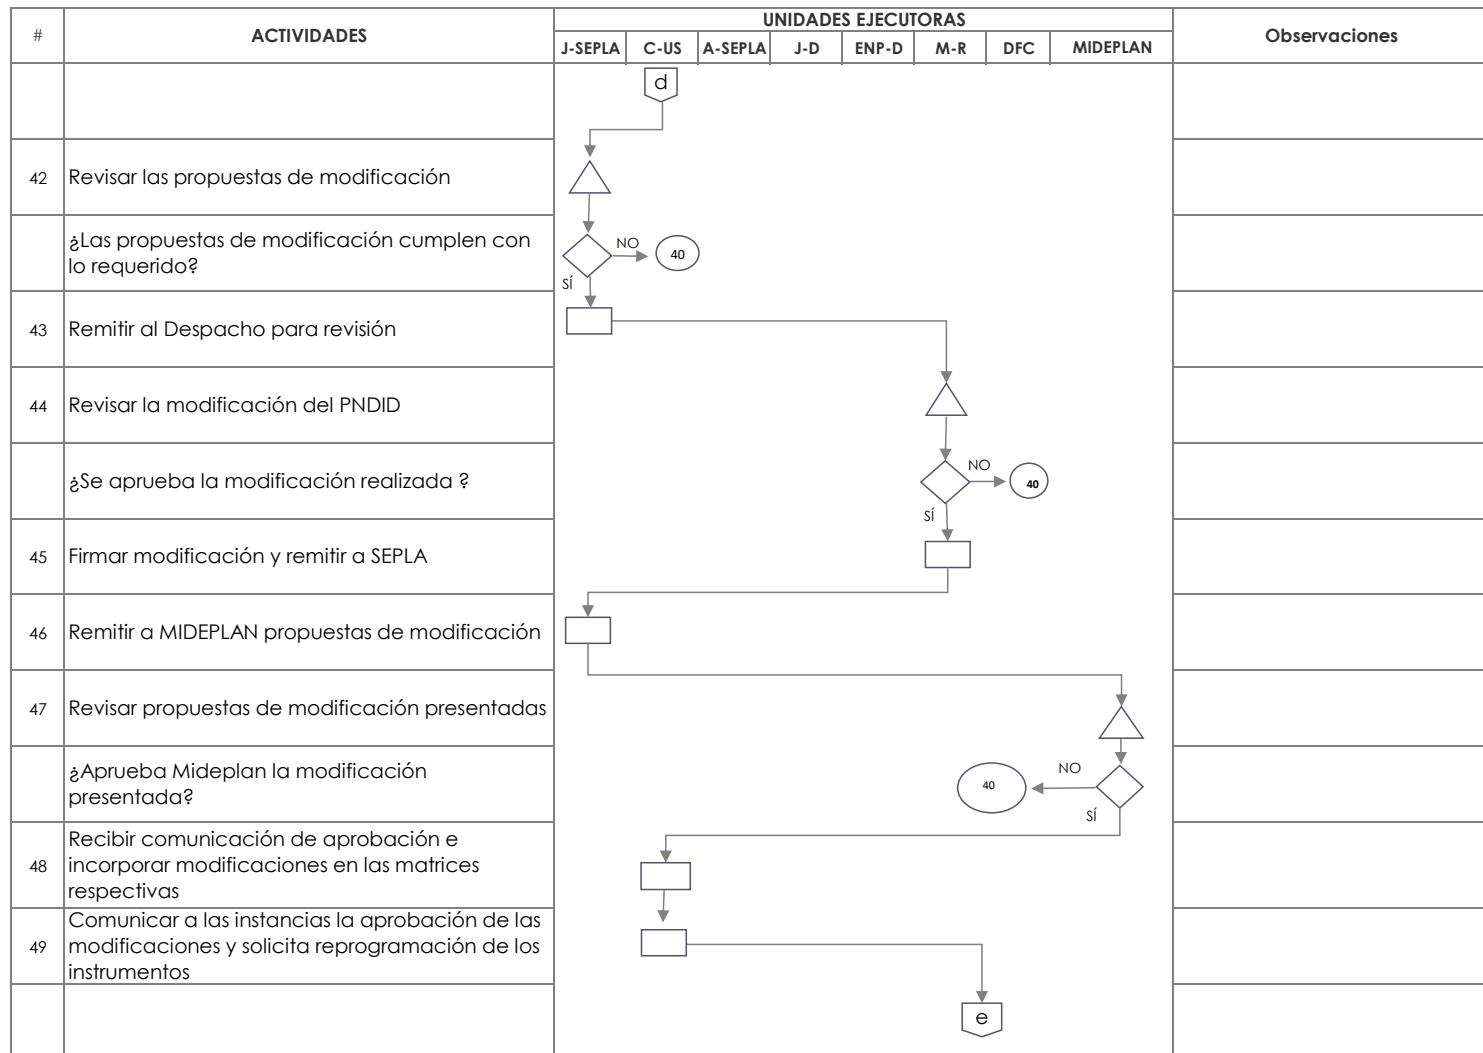 #
ACTIVIDADES
UNIDADES EJECUTORAS
Observaciones
J-SEPLA
C-US
A-SEPLA
J-D
ENP-D
M-R
DFC
MIDEPLAN
d
42
Revisar las propuestas de modificación
¿Las propuestas de modificación cumplen con
lo requerido?
NO
40
SÍ
43
Remitir al Despacho para revisión
44
Revisar la modificación del PNDID
¿Se aprueba la modificación realizada ?
NO
40
SÍ
45
Firmar modificación y remitir a SEPLA
46
Remitir a MIDEPLAN propuestas de modificación
47
Revisar propuestas de modificación presentadas
¿Aprueba Mideplan la modificación
presentada?
40
NO
SÍ
48
Recibir comunicación de aprobación e
incorporar modificaciones en las matrices
respectivas
49
Comunicar a las instancias la aprobación de las
modificaciones y solicita reprogramación de los
instrumentos
e